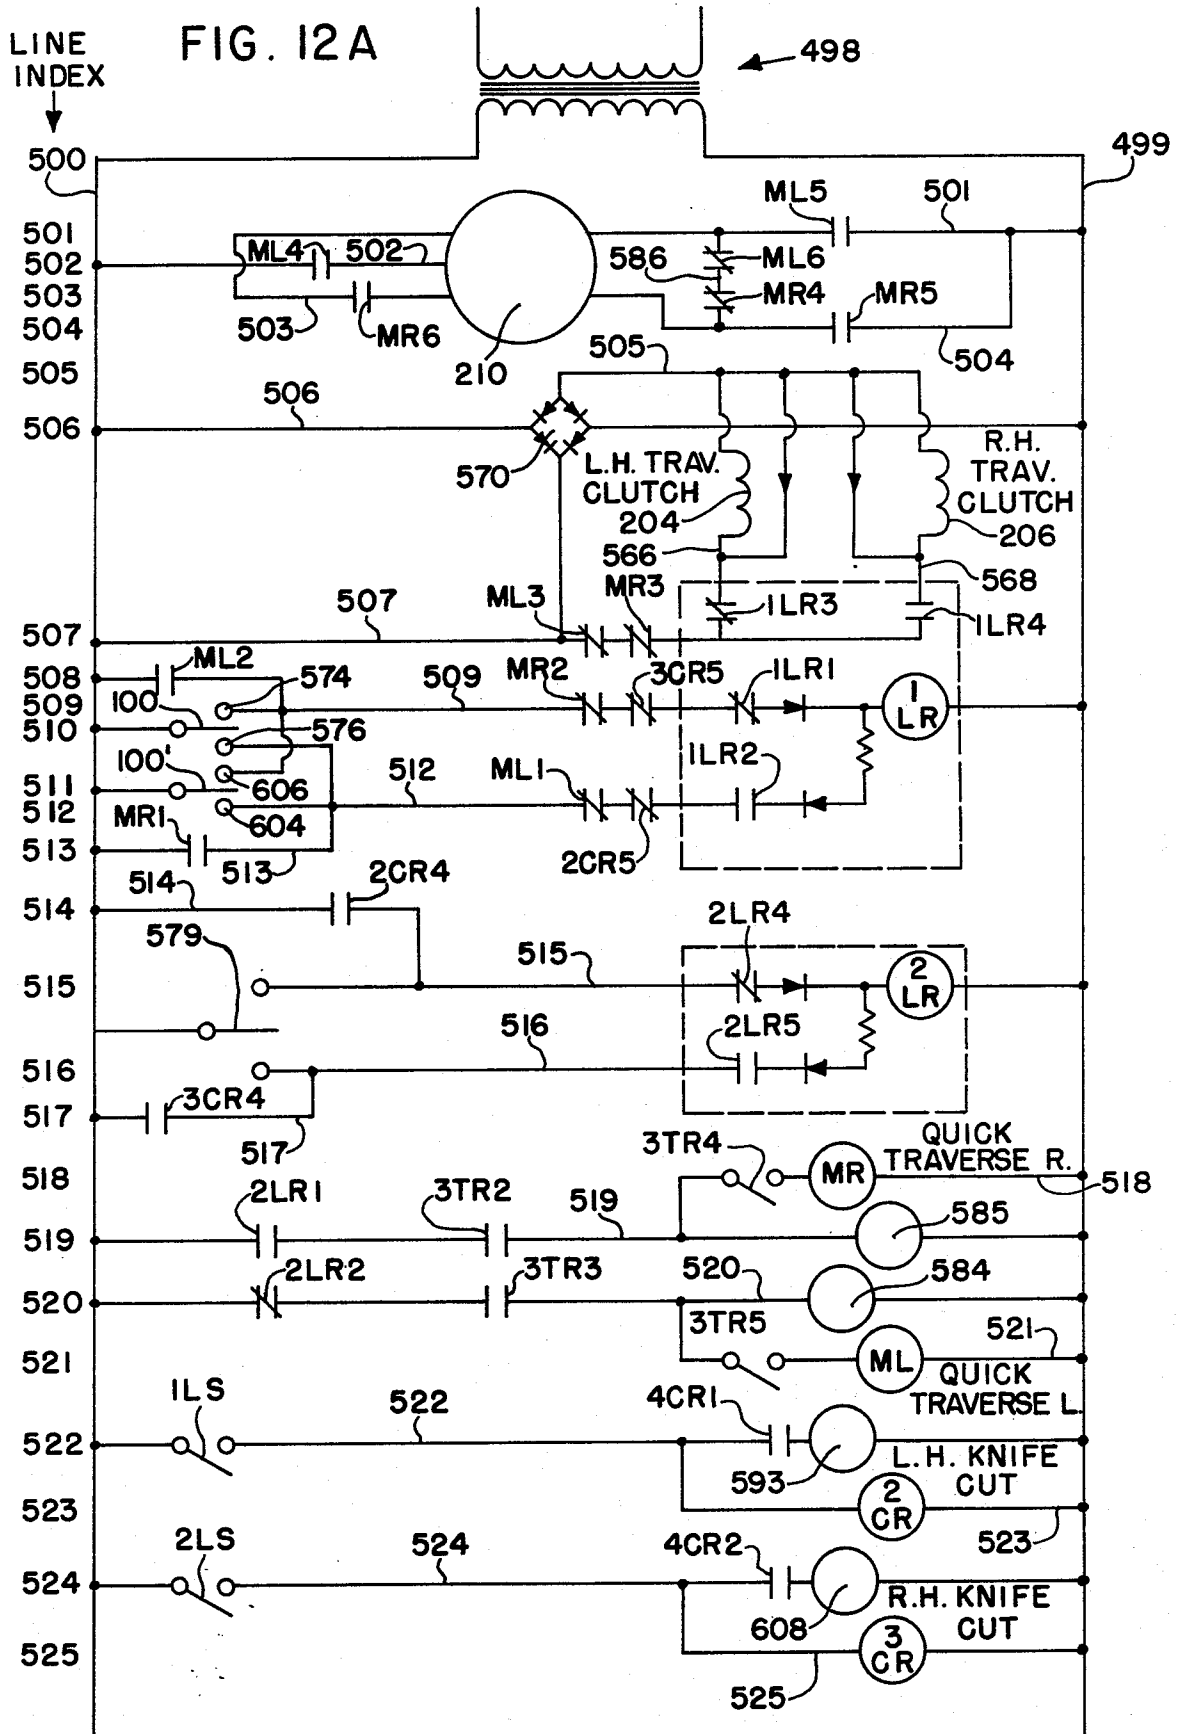 LINE
INDEX
FIG. 12A
498
499
500
501
ML5
501
502
ML4
502
586
ML6
503
MR4
MR5
504
503
MR6
210
504
505
505
506
506
570
L.H. TRAV.
CLUTCH
204
R.H.
TRAV.
CLUTCH
206
566
568
507
507
ML3
MR3
1LR3
1LR4
508
ML2
509
100
574
509
MR2
3CR5
1LR1
1
LR
510
576
100'
511
606
512
ML1
1LR2
512
604
MR1
513
513
2CR5
514
2CR4
514
579
2LR4
515
515
2
LR
516
2LR5
516
517
3CR4
517
3TR4
QUICK
TRAVERSE R.
518
MR
518
2LR1
3TR2
519
585
519
2LR2
3TR3
520
584
520
3TR5
521
521
ML
QUICK
TRAVERSE L.
1LS
522
4CR1
522
593
L.H. KNIFE
CUT
523
2
CR
523
2LS
524
4CR2
524
608
R.H. KNIFE
CUT
525
3
CR
525